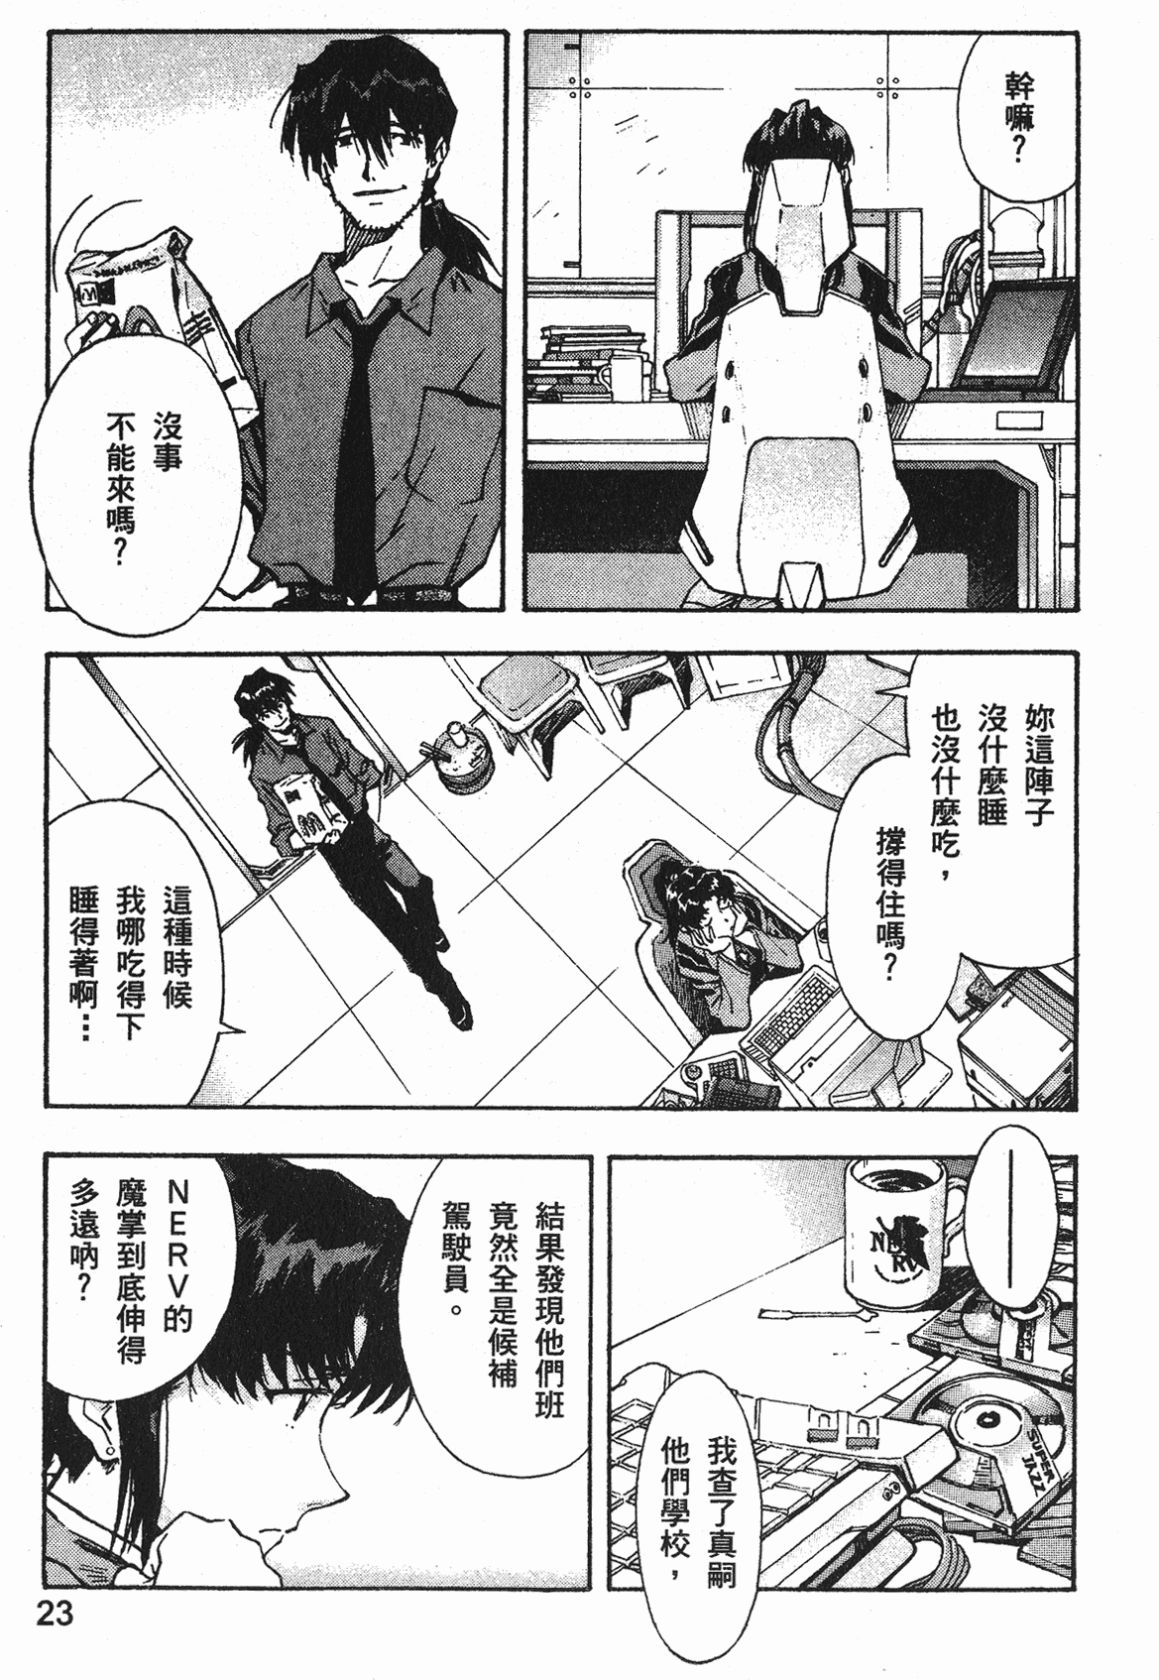 幹嘛？
沒事
不能來嗎？
妳這陣子
沒什麼睡
也沒什麼吃，
撐得住嗎？
這種時候
我哪吃得下
睡得著啊…
——
NERV
SUPER
JAZZ
我查了真嗣
他們學校，
結果發現他們班
竟然全是候補
駕駛員。
NERV的
魔掌到底伸得
多遠吶？
23